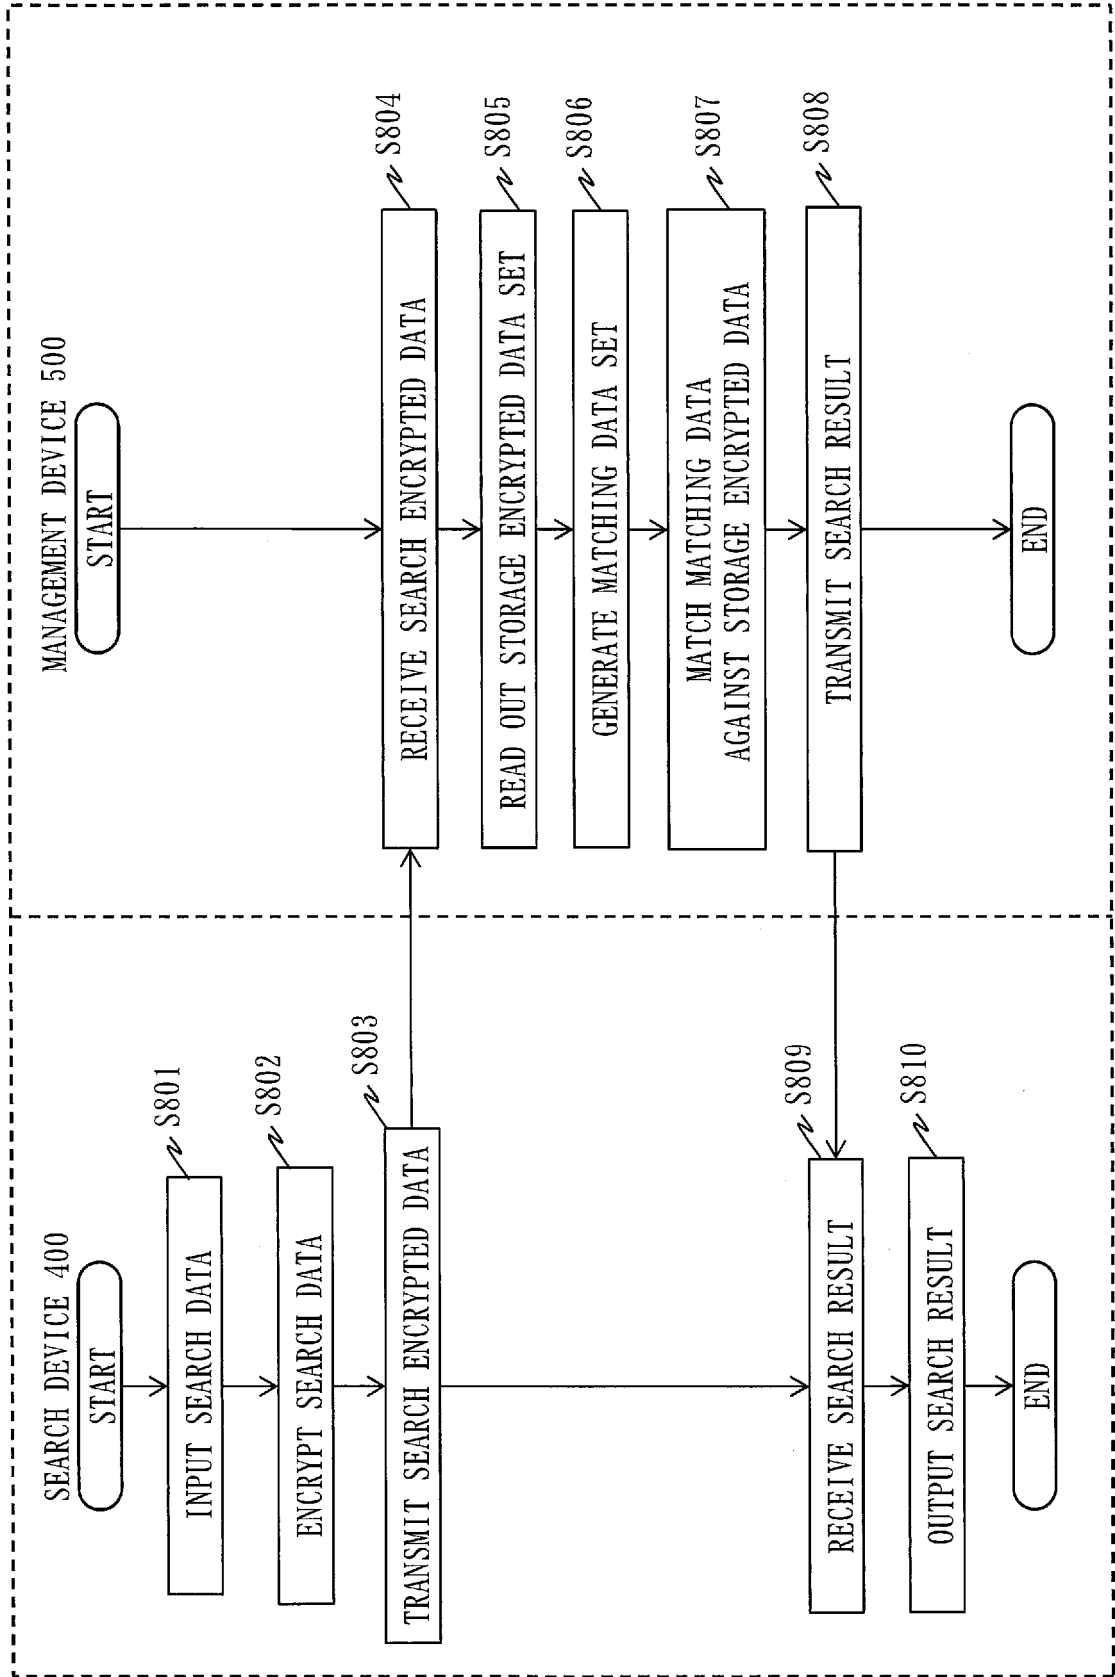 SEARCH DEVICE 400
START
INPUT SEARCH DATA
S801
ENCRYPT SEARCH DATA
S802
TRANSMIT SEARCH ENCRYPTED DATA
S803
RECEIVE SEARCH RESULT
S809
OUTPUT SEARCH RESULT
S810
END
MANAGEMENT DEVICE 500
START
RECEIVE SEARCH ENCRYPTED DATA
S804
READ OUT STORAGE ENCRYPTED DATA SET
S805
GENERATE MATCHING DATA SET
S806
MATCH MATCHING DATA
AGAINST STORAGE ENCRYPTED DATA
S807
TRANSMIT SEARCH RESULT
S808
END